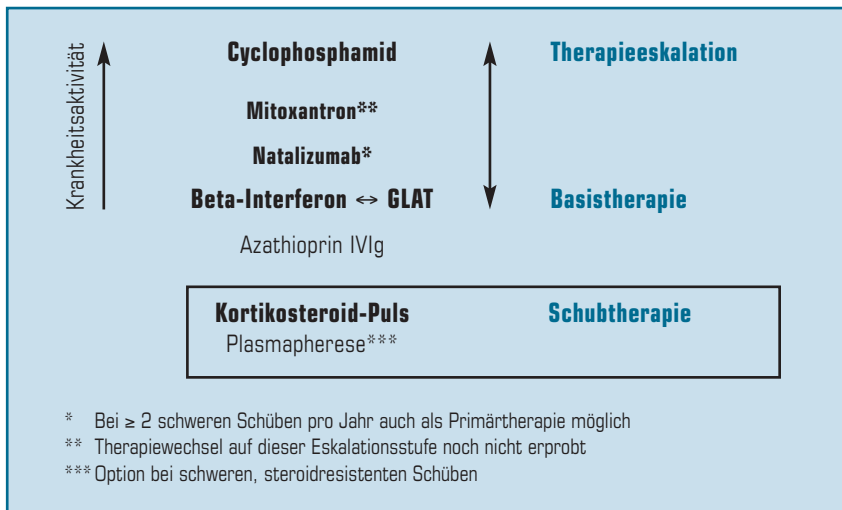 Krankheitsaktivität
Cyclophosphamid Therapieeskalation
Mitoxantron**
Natalizumab*
Beta-Interferon ⇔ GLAT Basistherapie
Azathioprin IVIg
Kortikosteroid-Puls Schubtherapie
Plasmapherese***
* Bei ≥ 2 schweren Schüben pro Jahr auch als Primärtherapie möglich
** Therapiewechsel auf dieser Eskalationsstufe noch nicht erprobt
*** Option bei schweren, steroidresistenten Schüben